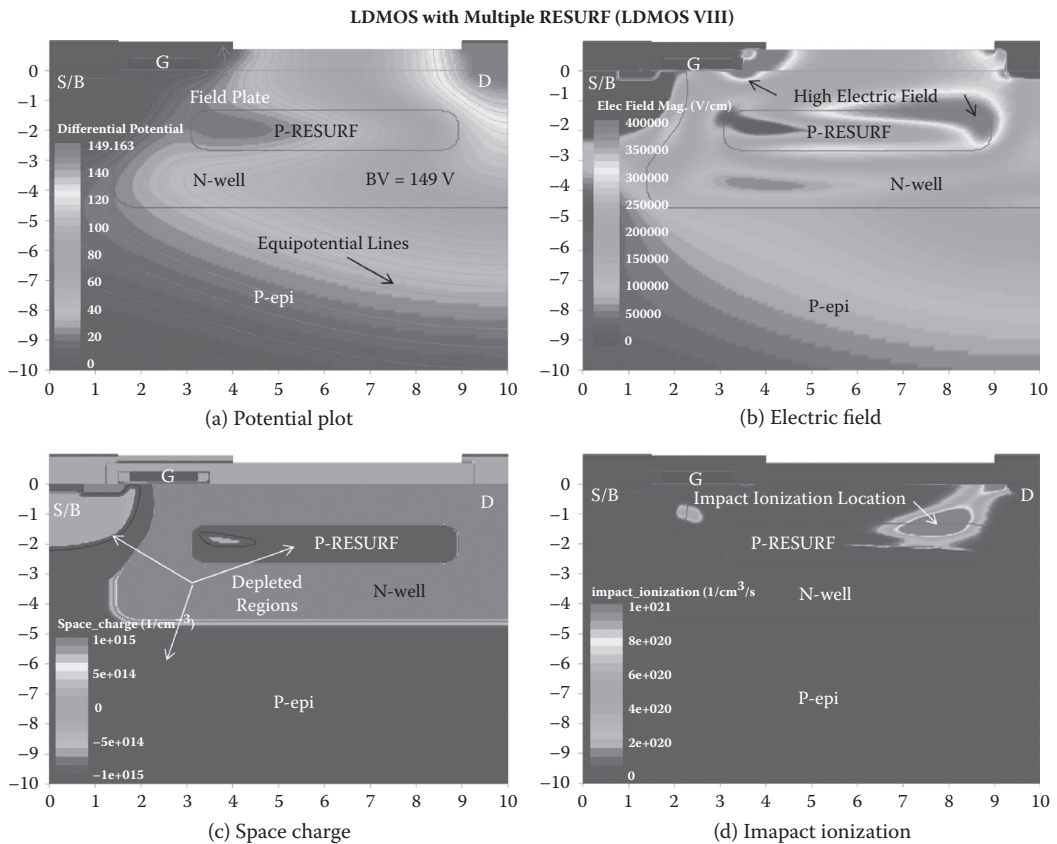 LDMOS with Multiple RESURF (LDMOS VIII)
0
−1
−2
−3
−4
−5
−6
−7
−8
−9
−10
S/B
G
D
Field Plate
Differential Potential
149.163
140
120
100
80
60
40
20
0
P-RESURF
N-well
BV = 149 V
Equipotential Lines
P-epi
0 1 2 3 4 5 6 7 8 9 10
(a) Potential plot
0
−1
−2
−3
−4
−5
−6
−7
−8
−9
−10
S/B
G
D
High Electric Field
Elec Field Mag. (V/cm)
400000
350000
300000
250000
200000
150000
100000
50000
0
P-RESURF
N-well
P-epi
0 1 2 3 4 5 6 7 8 9 10
(b) Electric field
0
−1
−2
−3
−4
−5
−6
−7
−8
−9
−10
S/B
G
D
P-RESURF
Depleted
Regions
N-well
Space_charge (1/cm−3)
1e+015
5e+014
0
−5e+014
−1e+015
P-epi
0 1 2 3 4 5 6 7 8 9 10
(c) Space charge
0
−1
−2
−3
−4
−5
−6
−7
−8
−9
−10
S/B
G
D
Impact Ionization Location
P-RESURF
N-well
impact_ionization (1/cm3/s
1e+021
8e+020
6e+020
4e+020
2e+020
0
P-epi
0 1 2 3 4 5 6 7 8 9 10
(d) Imapact ionization